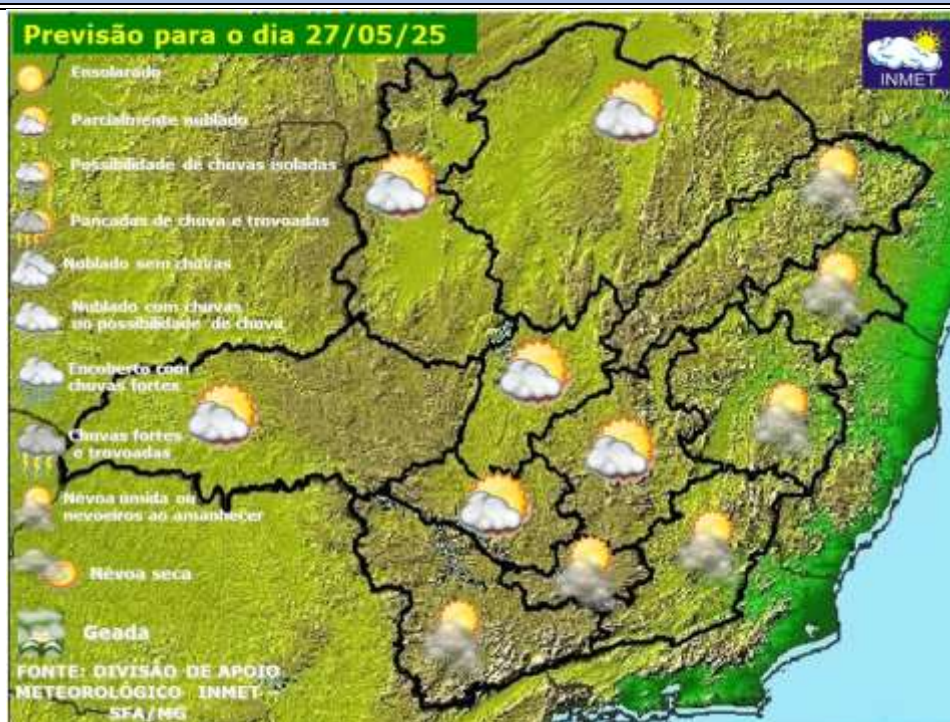 Previsão para o dia 27/05/25
INMET
Ensolarado
Parcialmente nublado
Possibilidade de chuvas isoladas
Pancadas de chuva e trovoadas
Noblado sem chuvas
Nublado com chuvas
ou possibilidade de chuva
Encoberto com
chuvas fortes
Chuvas fortes
e trovoadas
Névoa úmida ou
nevoeiros ao amanhecer
Névoa seca
Geada
FONTE: DIVISÃO DE APOIO
METEOROLÓGICO INMET -
SFA/MG